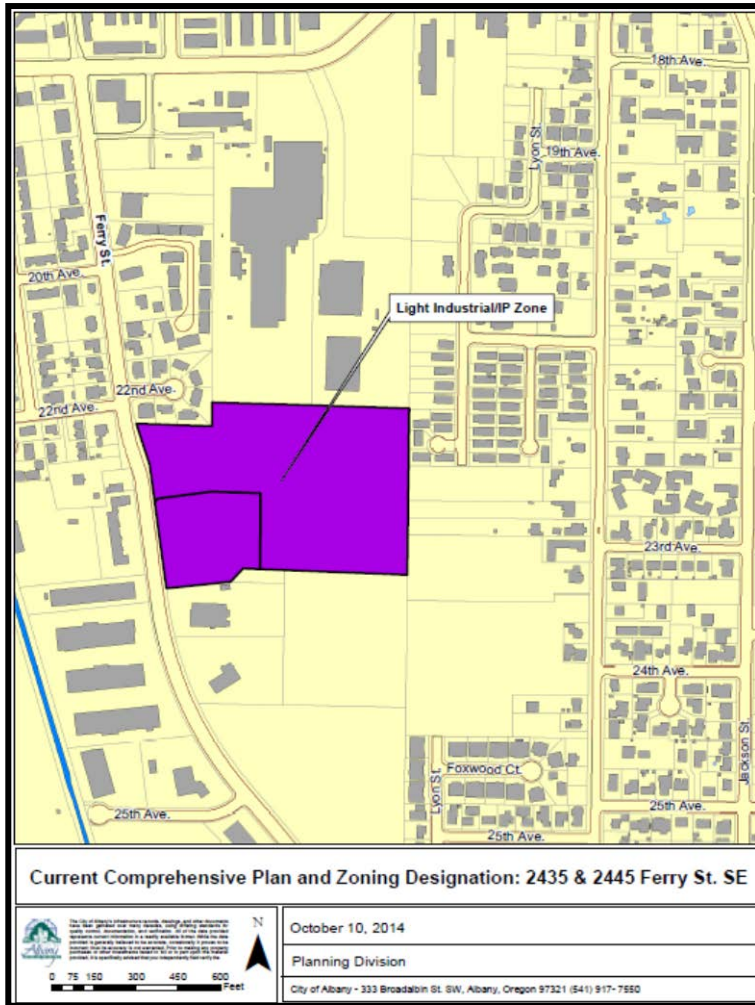 18th Ave.
Lyon St.
19th Ave.
Ferry St.
20th Ave.
Light Industrial/IP Zone
22nd Ave.
22nd Ave.
23rd Ave.
24th Ave.
Jackson St.
Lyon St.
Foxwood Ct.
25th Ave.
25th Ave.
25th Ave.
Current Comprehensive Plan and Zoning Designation: 2435 & 2445 Ferry St. SE
Albany
N
0 75 150 300 450 600
Feet
October 10, 2014
Planning Division
City of Albany - 333 Broadalbin St. SW, Albany, Oregon 97321 (541) 917- 7550